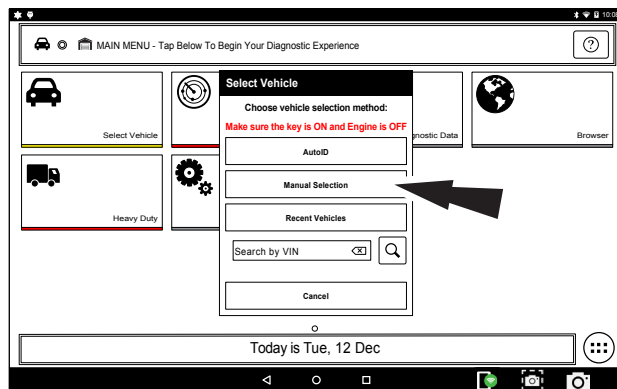 10:08
MAIN MENU - Tap Below To Begin Your Diagnostic Experience
?
Select Vehicle
Choose vehicle selection method:
Make sure the key is ON and Engine is OFF
AutoID
Manual Selection
Recent Vehicles
Search by VIN
Cancel
Select Vehicle
gnostic Data
Browser
Heavy Duty
Today is Tue, 12 Dec